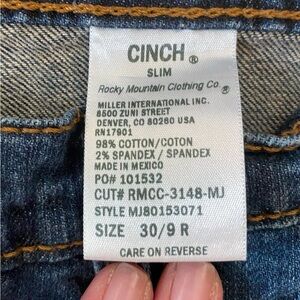 CINCH®
SLIM
Rocky Mountain Clothing Co.®
MILLER INTERNATIONAL INC.
8500 ZUNI STREET
DENVER, CO 80260 USA
RN17901
98% COTTON/COTON
2% SPANDEX / SPANDEX
MADE IN MEXICO
PO# 101532
CUT# RMCC-3148-MJ
STYLE MJ80153071
SIZE 30/9 R
CARE ON REVERSE